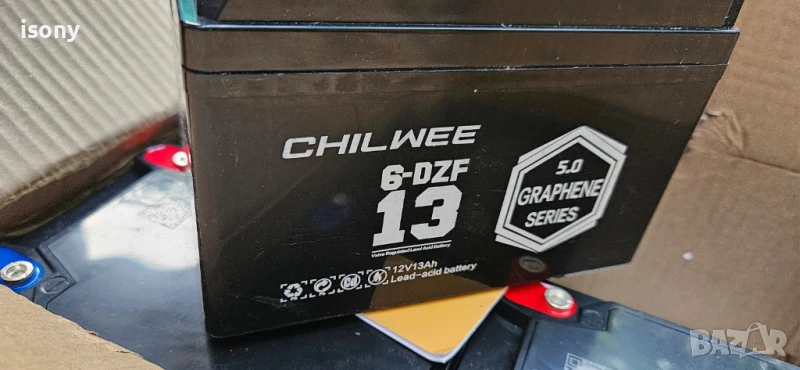 isony
CHILWEE
6-DZF
13
Valve Regulated Lead Acid Battery
12V13Ah
Lead-acid battery
Cd
5.0
GRAPHENE
SERIES
BAZAR